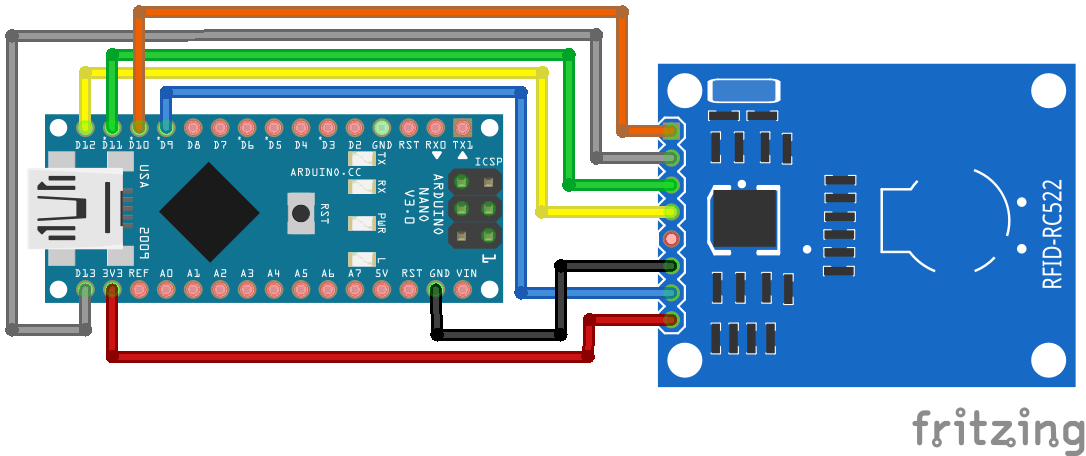 D12 D11 D10 D9 D8 D7 D6 D5 D4 D3 D2 GND RST RX0 TX1
TX
RX
PWR
L
USA
2009
ARDUINO.CC
RST
ARDUINO
NANO
V3.0
ICSP
1
D13 3V3 REF A0 A1 A2 A3 A4 A5 A6 A7 5V RST GND VIN
RFID-RC522
fritzing